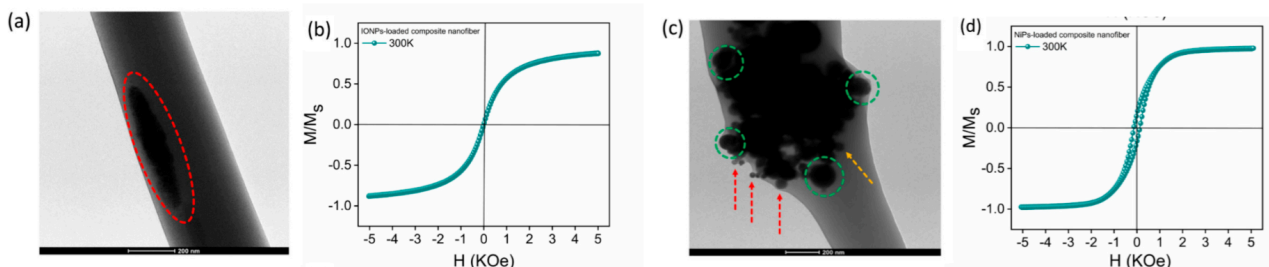 (a)
200 nm
(b)
IONPs-loaded composite nanofiber
300K
1.0
0.5
0.0
-0.5
-1.0
M/Ms
-5 -4 -3 -2 -1 0 1 2 3 4 5
H (KOe)
(c)
200 nm
(d)
NiPs-loaded composite nanofiber
300K
1.0
0.5
0.0
-0.5
-1.0
M/Ms
-5 -4 -3 -2 -1 0 1 2 3 4 5
H (KOe)